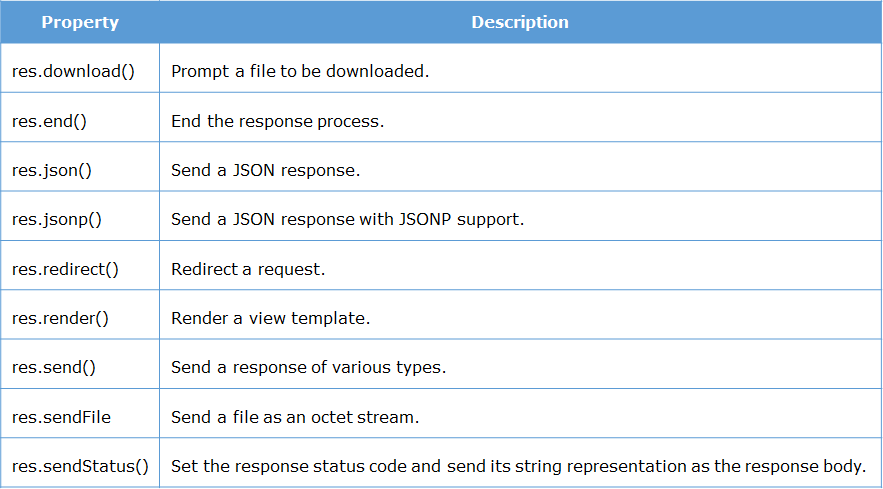 Property Description
res.download() Prompt a file to be downloaded.
res.end() End the response process.
res.json() Send a JSON response.
res.jsonp() Send a JSON response with JSONP support.
res.redirect() Redirect a request.
res.render() Render a view template.
res.send() Send a response of various types.
res.sendFile Send a file as an octet stream.
res.sendStatus() Set the response status code and send its string representation as the response body.